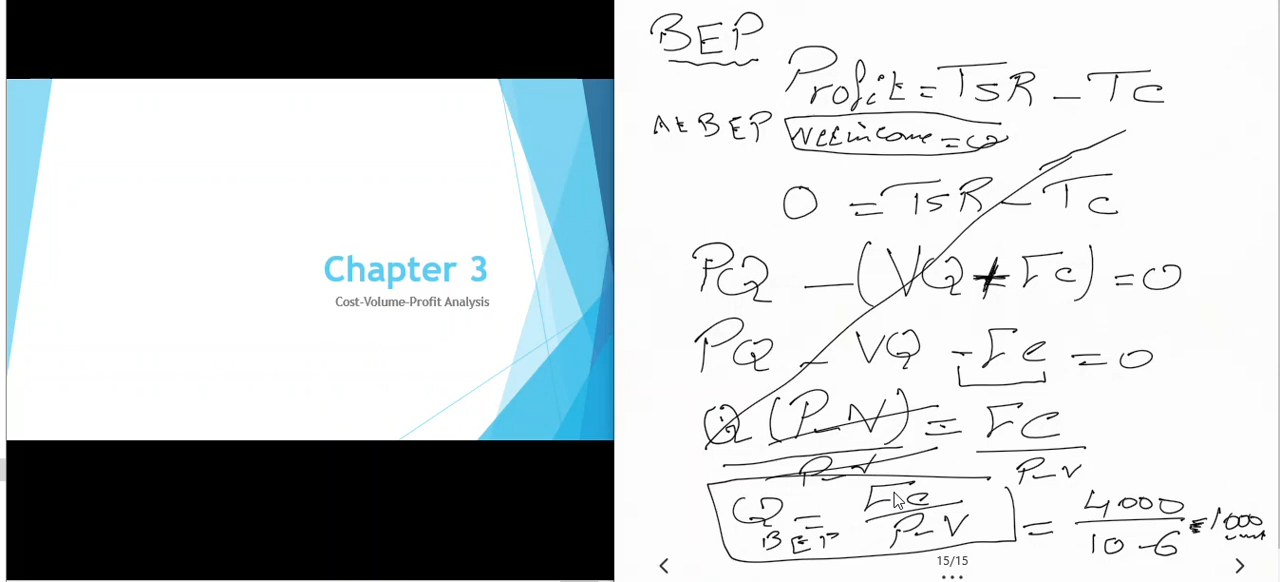 Chapter 3
Cost-Volume-Profit Analysis
BEP
Profit = TSR - TC
At BEP Net income = 0
0 = TSR - TC
PQ - (VQ + FC) = 0
PQ - VQ - FC = 0
Q (P-V) = FC
P-V P-V
Q BEP = FC / P-V = 4000 / 10-6 = 1000 unit
15/15